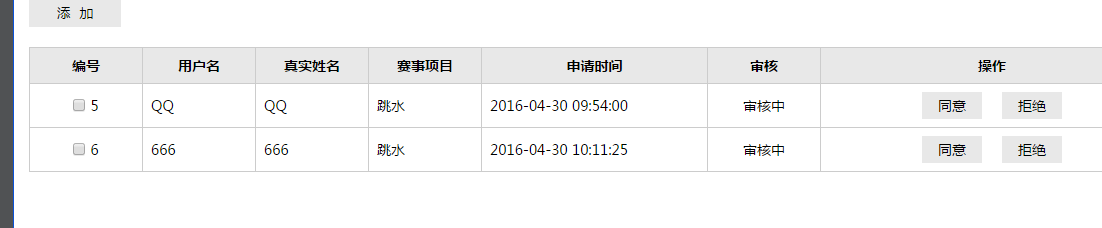 添 加
编号 用户名 真实姓名 赛事项目 申请时间 审核 操作
5 QQ QQ 跳水 2016-04-30 09:54:00 审核中 同意 拒绝
6 666 666 跳水 2016-04-30 10:11:25 审核中 同意 拒绝